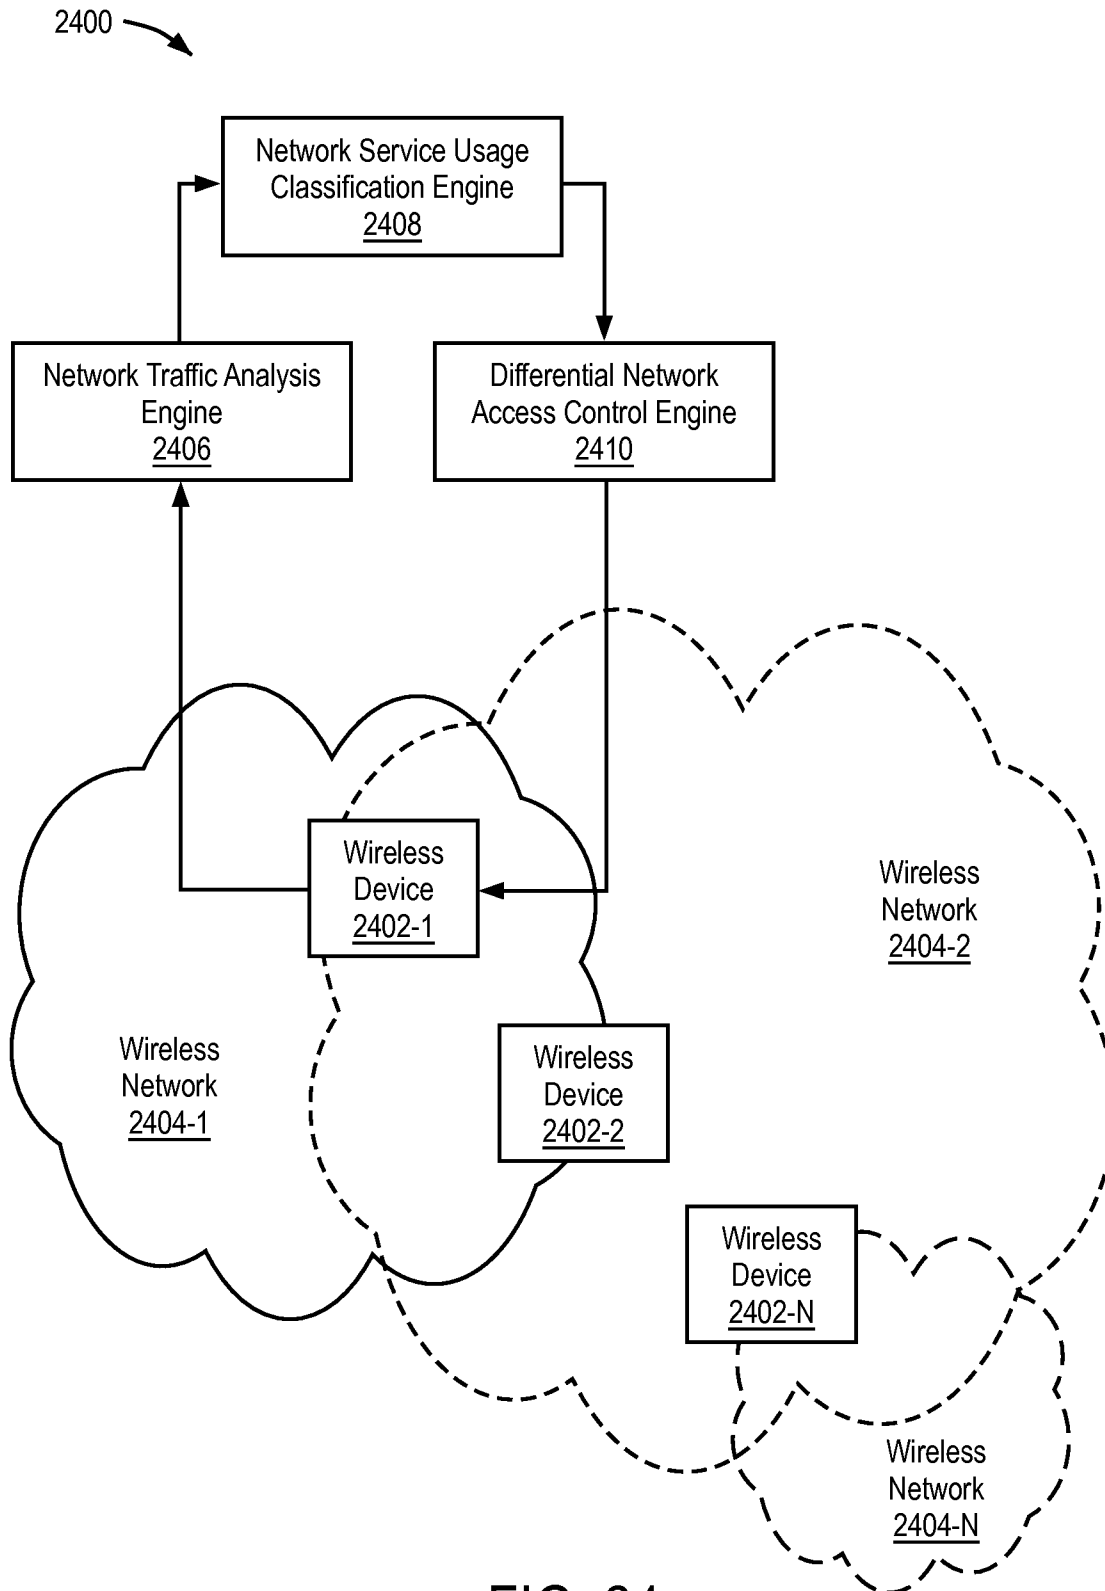 2400
Network Service Usage
Classification Engine
2408
Network Traffic Analysis
Engine
2406
Differential Network
Access Control Engine
2410
Wireless
Device
2402-1
Wireless
Network
2404-2
Wireless
Network
2404-1
Wireless
Device
2402-2
Wireless
Device
2402-N
Wireless
Network
2404-N